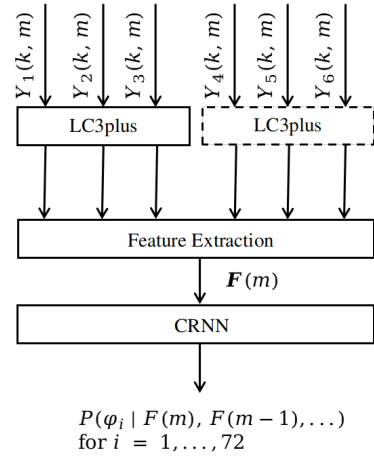 Y₁(k, m) Y₂(k, m) Y₃(k, m) Y₄(k, m) Y₅(k, m) Y₆(k, m)
LC3plus LC3plus
Feature Extraction
F(m)
CRNN
P(φᵢ | F(m), F(m−1), . . .)
for i = 1, . . . , 72